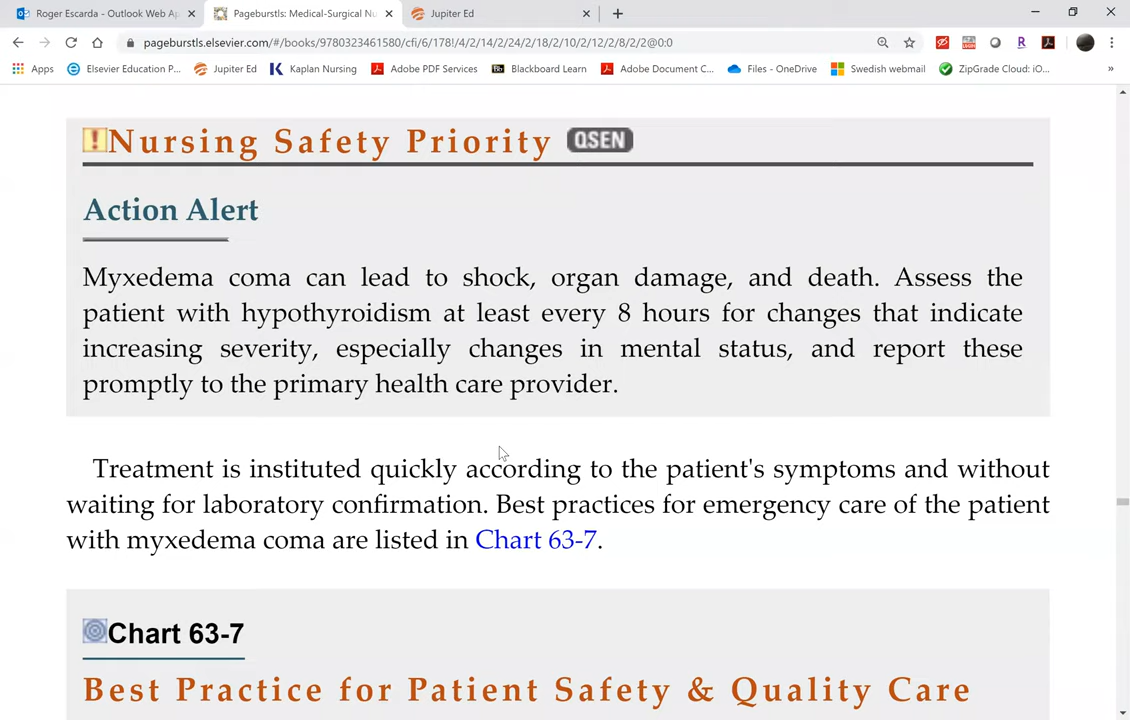 Roger Escarda - Outlook Web Ap
Pageburstls: Medical-Surgical Nu
Jupiter Ed
pageburstls.elsevier.com/#/books/9780323461580/cfi/6/178!/4/2/14/2/24/2/18/2/10/2/12/2/8/2/2@0:0
Apps
Elsevier Education P...
Jupiter Ed
Kaplan Nursing
Adobe PDF Services
Blackboard Learn
Adobe Document C...
Files - OneDrive
Swedish webmail
ZipGrade Cloud: iO...
»
Nursing Safety Priority QSEN
Action Alert
Myxedema coma can lead to shock, organ damage, and death. Assess the
patient with hypothyroidism at least every 8 hours for changes that indicate
increasing severity, especially changes in mental status, and report these
promptly to the primary health care provider.
Treatment is instituted quickly according to the patient's symptoms and without
waiting for laboratory confirmation. Best practices for emergency care of the patient
with myxedema coma are listed in Chart 63-7.
Chart 63-7
Best Practice for Patient Safety & Quality Care